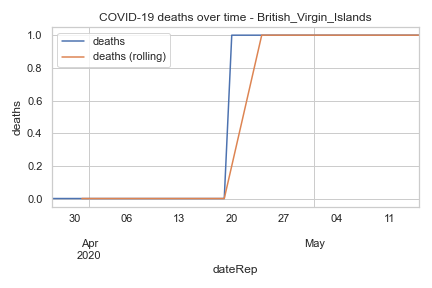 COVID-19 deaths over time - British_Virgin_Islands
deaths
deaths (rolling)
deaths
1.0
0.8
0.6
0.4
0.2
0.0
30 06 13 20 27 04 11
Apr May
2020
dateRep